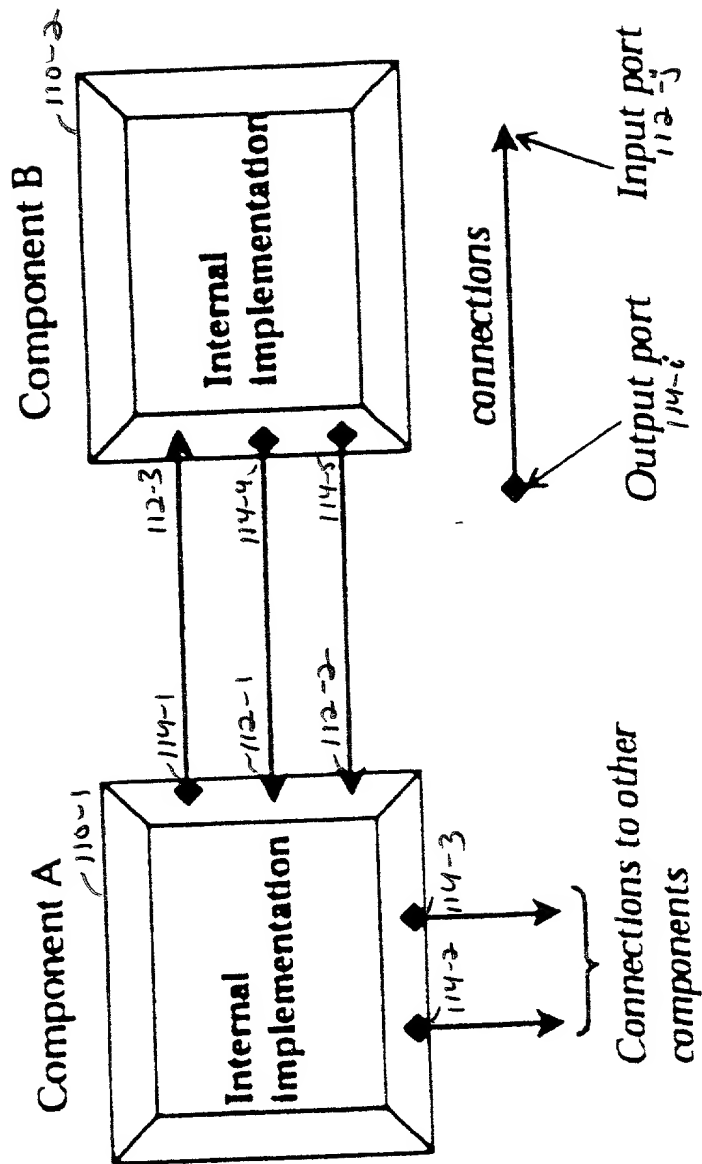 Component A
110-1
Internal
implementation
114-1
112-1
112-2
114-2
114-3
Connections to other
components
Component B
110-2
Internal
implementation
112-3
114-4
114-5
connections
Output port
114-i
Input port
112-j